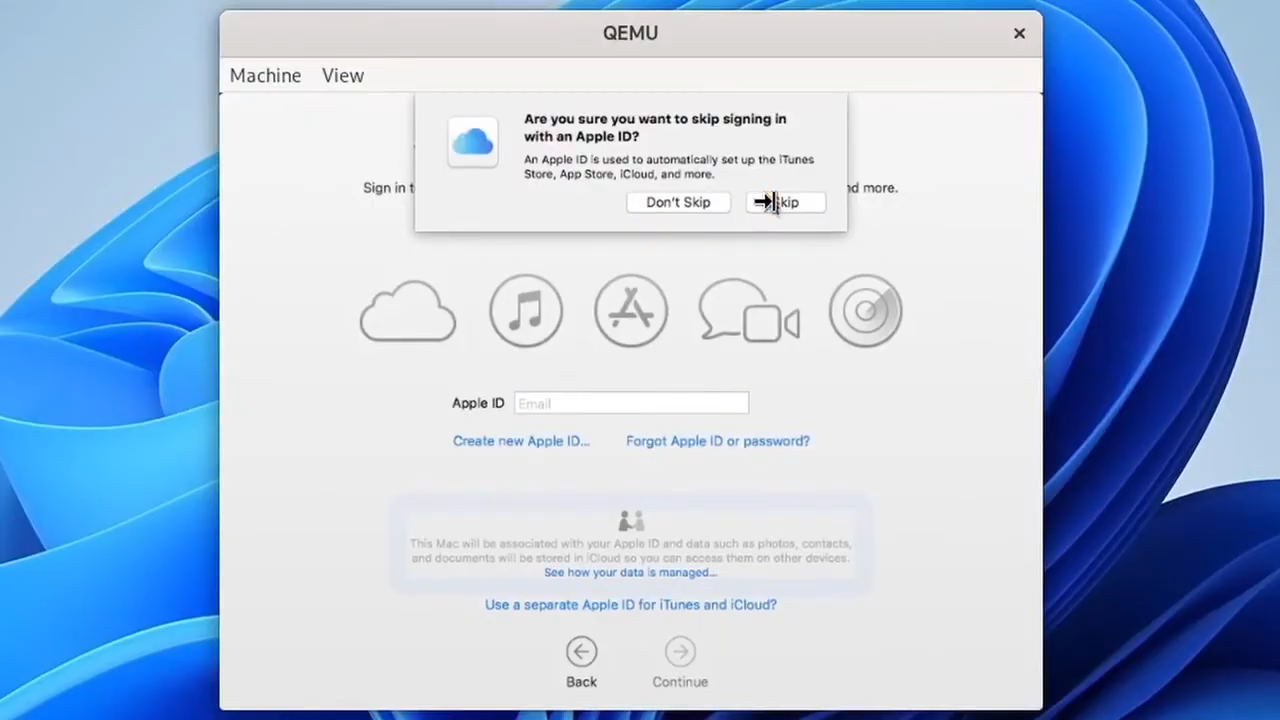 QEMU
Machine View
Are you sure you want to skip signing in
with an Apple ID?
An Apple ID is used to automatically set up the iTunes
Store, App Store, iCloud, and more.
Don't Skip
Sign in t
nd more.
Apple ID Email
Create new Apple ID... Forgot Apple ID or password?
This Mac will be associated with your Apple ID and data such as photos, contacts,
and documents will be stored in iCloud so you can access them on other devices.
See how your data is managed...
Use a separate Apple ID for iTunes and iCloud?
Back Continue